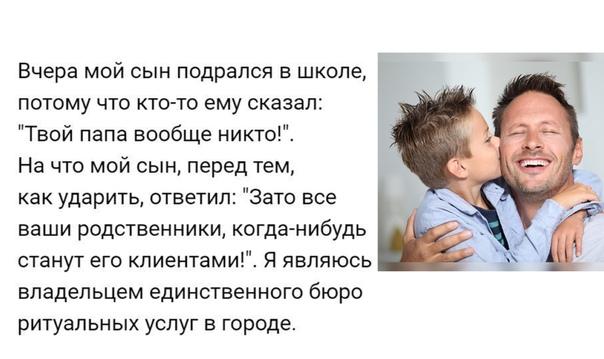 Вчера мой сын подрался в школе,
потому что кто-то ему сказал:
"Твой папа вообще никто!".
На что мой сын, перед тем,
как ударить, ответил: "Зато все
ваши родственники, когда-нибудь
станут его клиентами!". Я являюсь
владельцем единственного бюро
ритуальных услуг в городе.